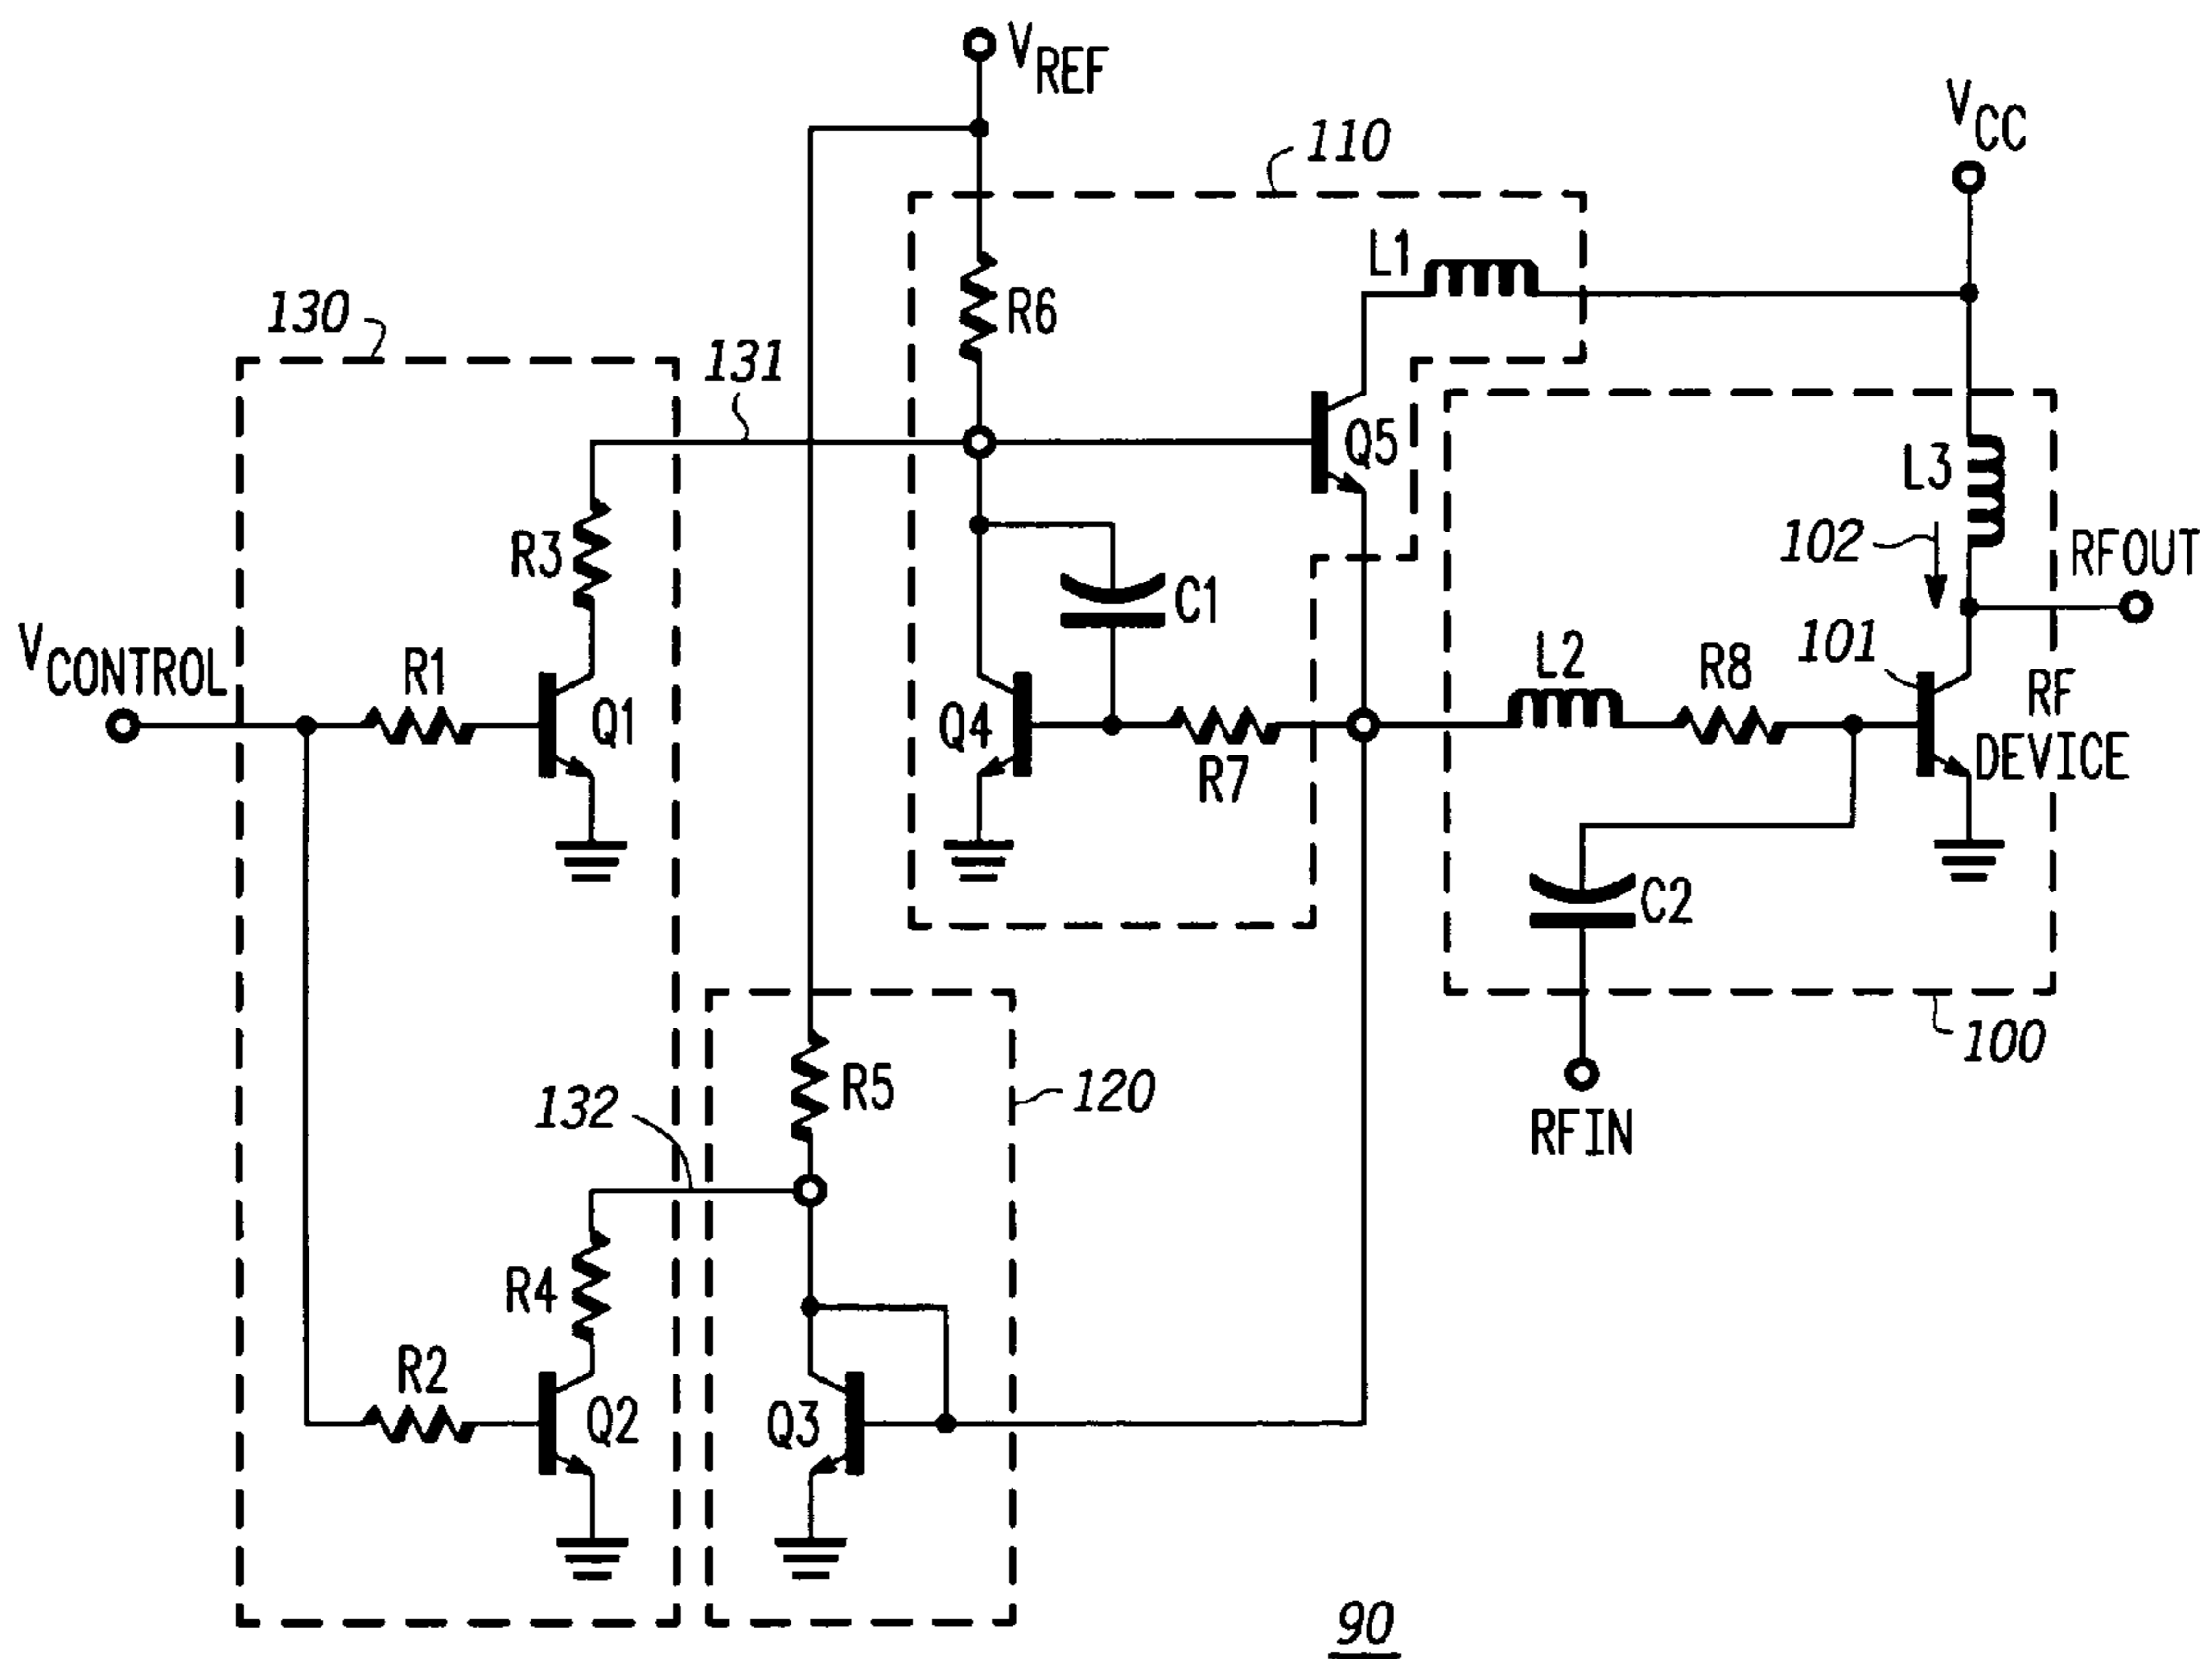 VREF
VCC
110
L1
130
R6
131
Q5
L3
R3
102
RFOUT
C1
VCONTROL
R1
L2
R8
101
RF
DEVICE
Q1
Q4
R7
C2
100
R5
120
132
RFIN
R4
R2
Q2
Q3
90